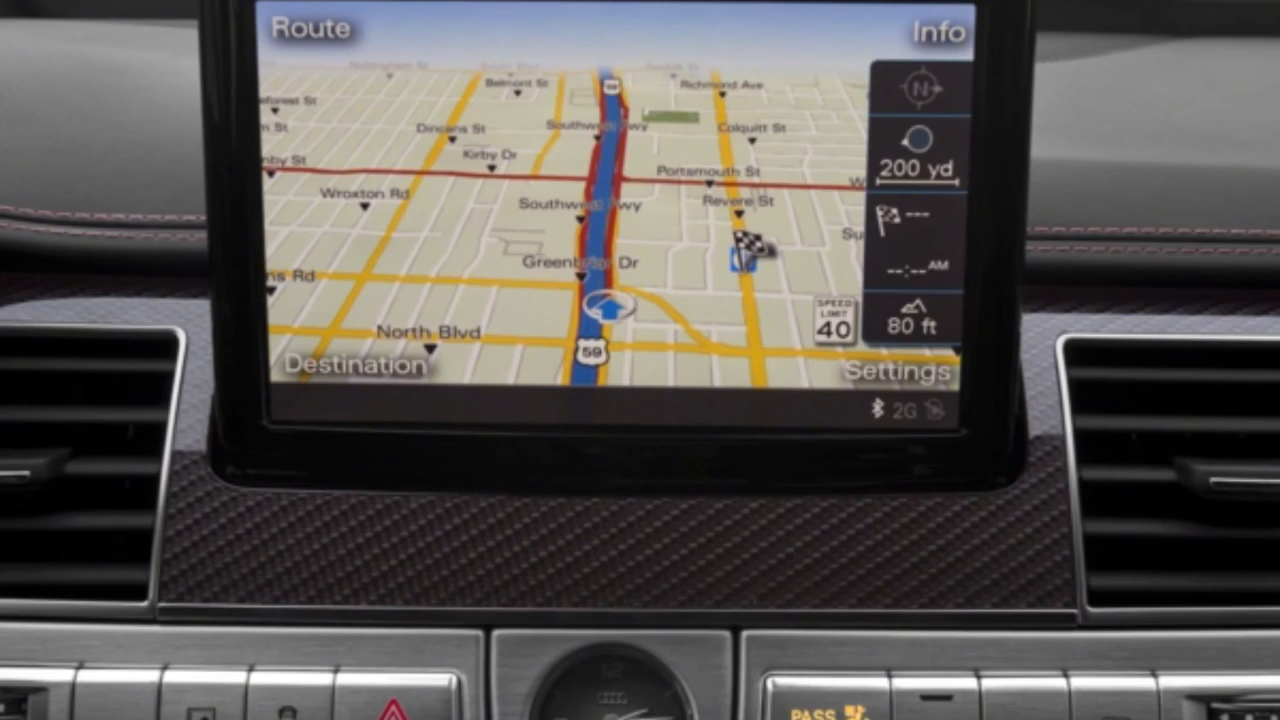 Route
Info
Belmont St
Richmond Ave
Dincans St
Colquitt St
Kirby Dr
Portsmouth St
Wroxton Rd
Revere St
200 yd
N
---
--:-- AM
Greenbriar Dr
North Blvd
SPEED LIMIT
40
80 ft
59
Destination
Settings
2G
PASS